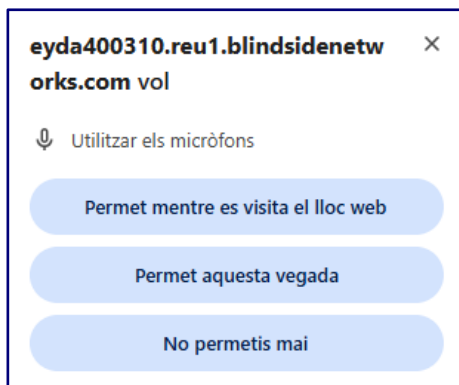 eyda400310.reu1.blindsidenetw
orks.com vol
Utilitzar els micròfons
Permet mentre es visita el lloc web
Permet aquesta vegada
No permetis mai